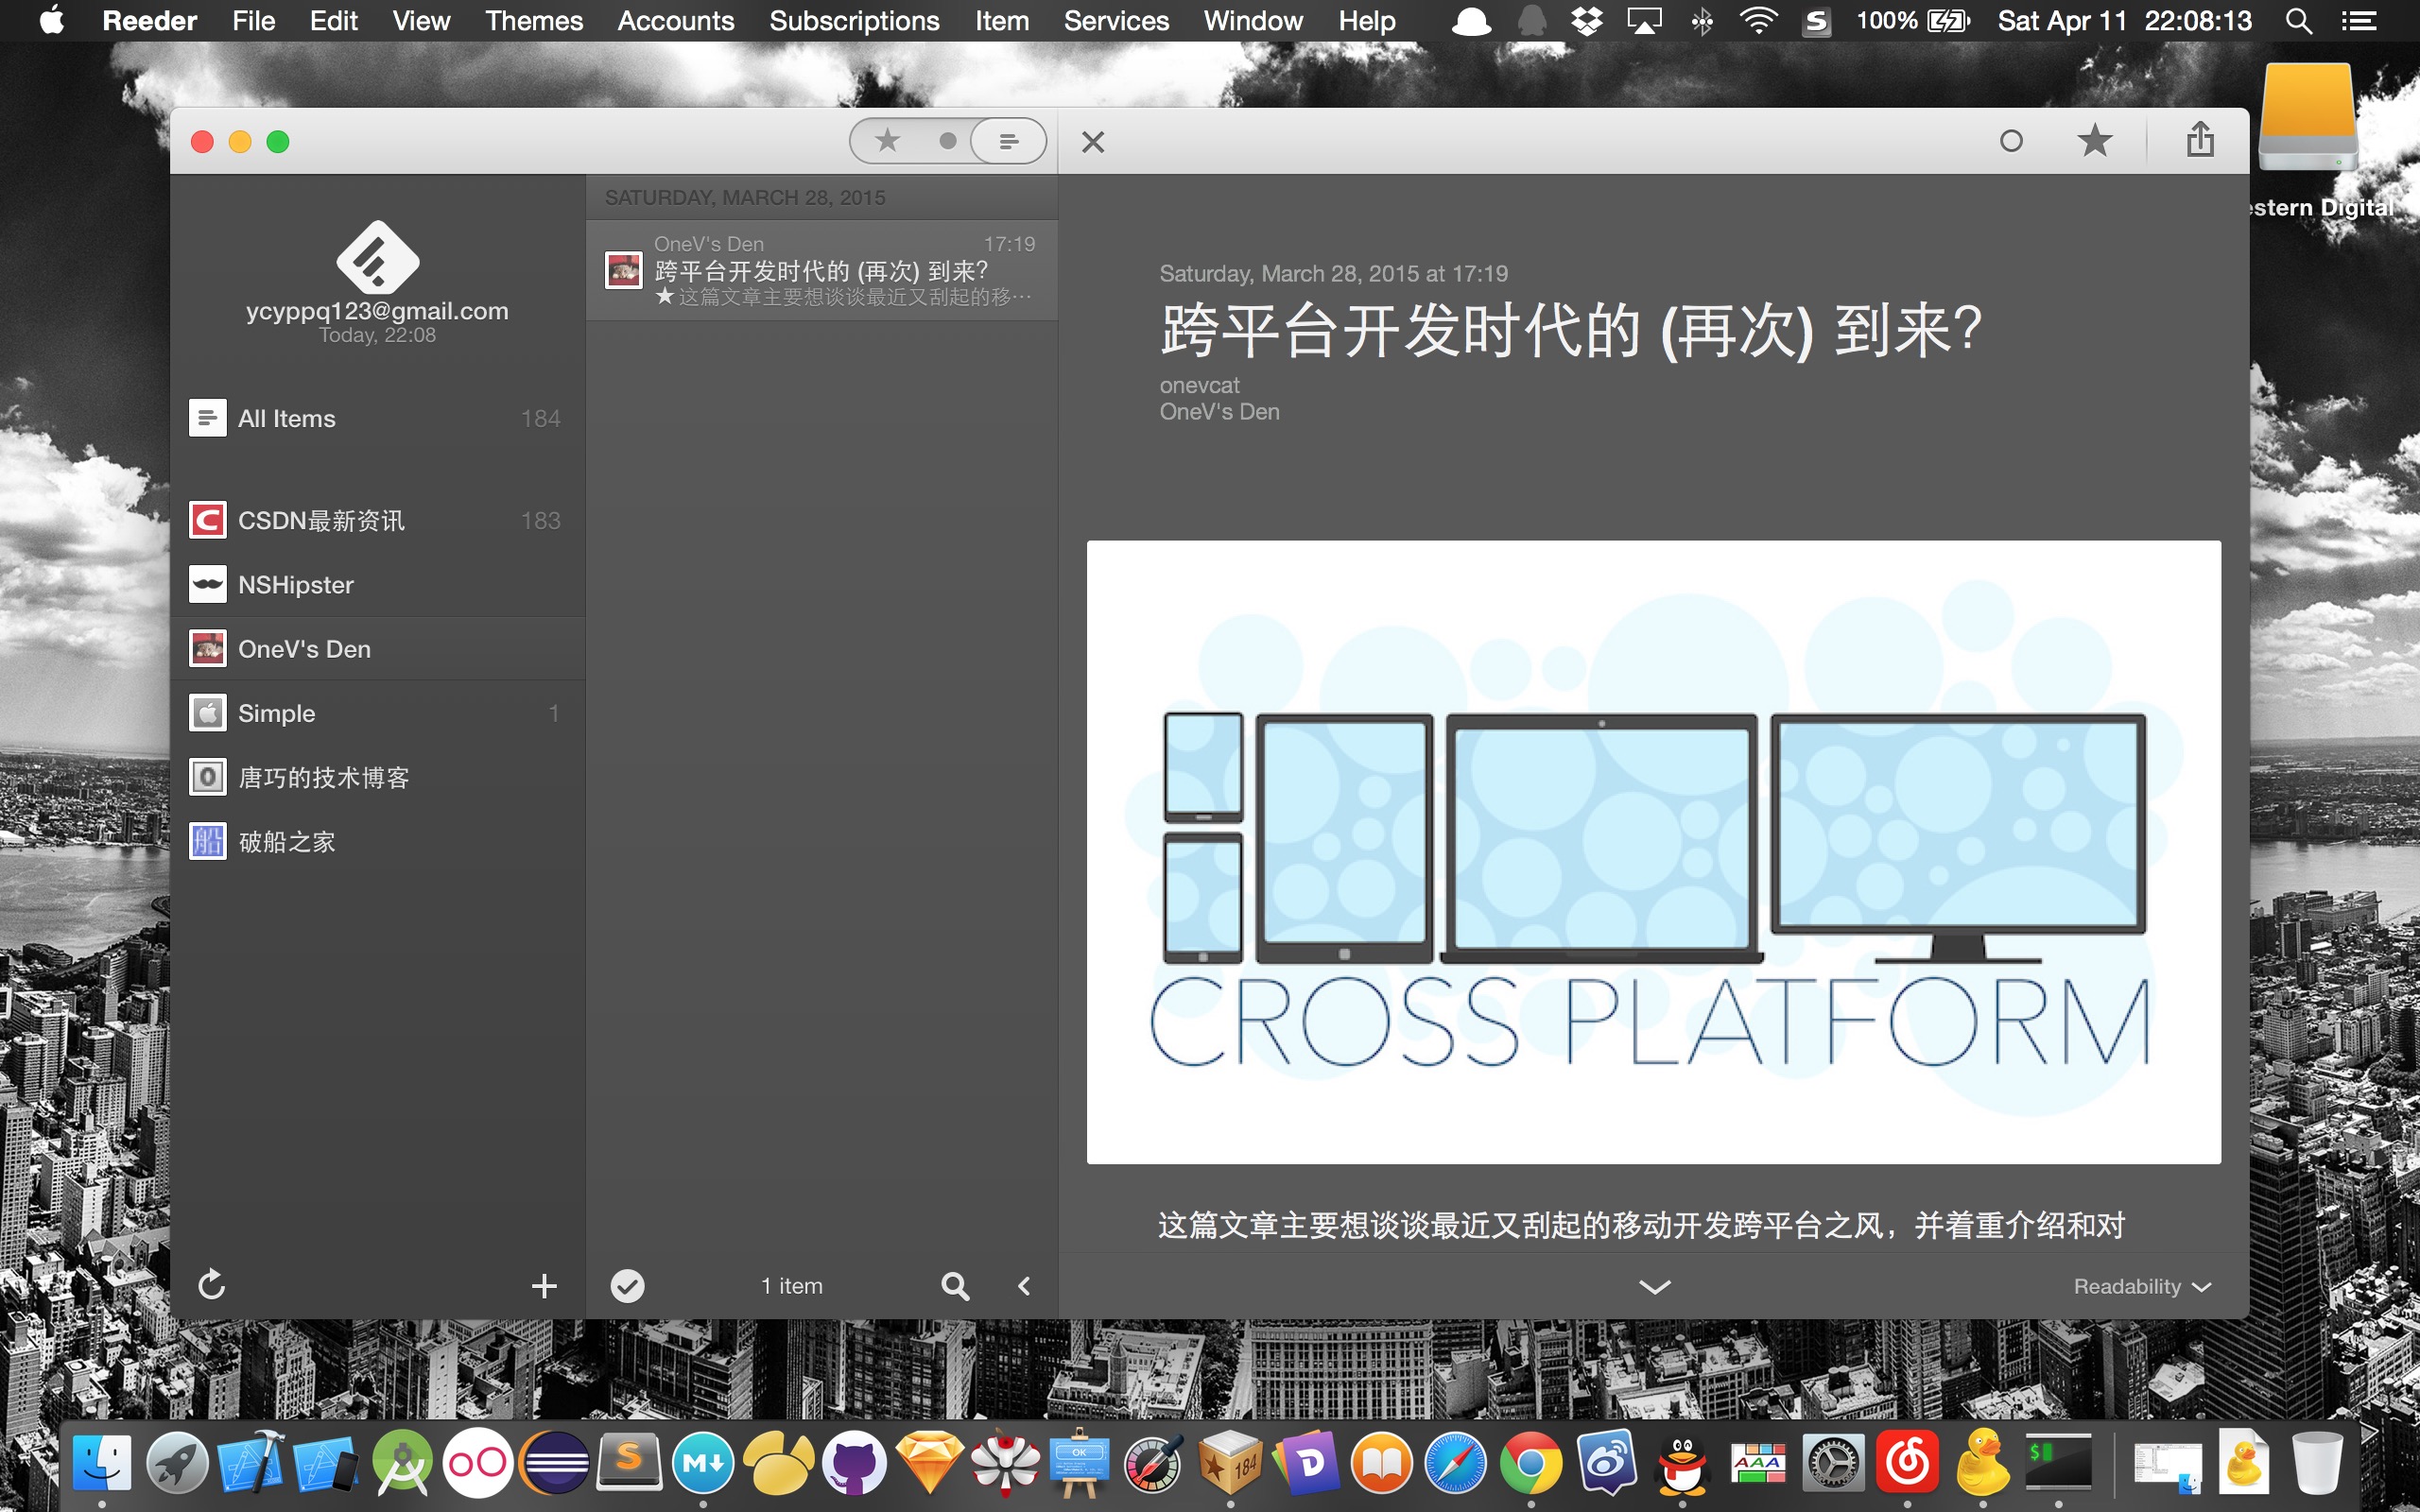 Reeder File Edit View Themes Accounts Subscriptions Item Services Window Help 100% Sat Apr 11 22:08:13
estern Digital
ycyppq123@gmail.com
Today, 22:08
All Items 184
CSDN最新资讯 183
NSHipster
OneV's Den
Simple 1
唐巧的技术博客
船
破船之家
SATURDAY, MARCH 28, 2015
OneV's Den 17:19
跨平台开发时代的 (再次) 到来？
★ 这篇文章主要想谈谈最近又刮起的移…
1 item
Saturday, March 28, 2015 at 17:19
跨平台开发时代的 (再次) 到来？
onevcat
OneV's Den
CROSS PLATFORM
这篇文章主要想谈谈最近又刮起的移动开发跨平台之风，并着重介绍和对
Readability
S
M
OK
184
D
AAA
$